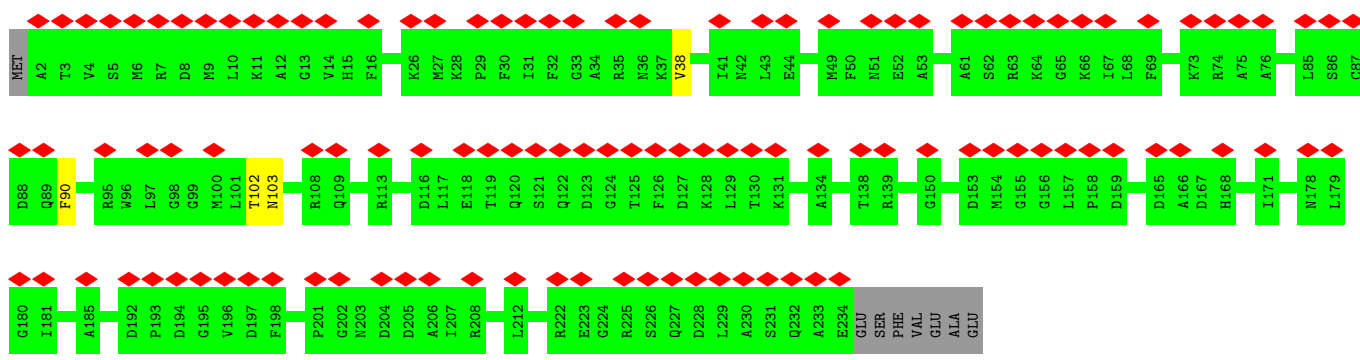 MET A2 T3 V4 S5 M6 R7 D8 M9 L10 K11 A12 G13 V14 H15 F16 K26 M27 K28 P29 F30 I31 F32 G33 A34 R35 N36 K37 V38 I41 N42 L43 E44 M49 F50 N51 E52 A53 A61 S62 R63 K64 G65 K66 I67 L68 F69 K73 R74 A75 A76 L85 S86 C87
D88 Q89 F90 R95 W96 L97 G98 G99 M100 L101 T102 N103 R108 Q109 R113 D116 L117 E118 T119 Q120 S121 Q122 D123 G124 T125 F126 D127 K128 L129 T130 K131 A134 T138 R139 G150 D153 M154 G155 G156 L157 P158 D159 D165 A166 D167 H168 I171 N178 L179
G180 I181 A185 D192 P193 D194 G195 V196 D197 F198 P201 G202 N203 D204 D205 A206 I207 R208 L212 R222 E223 G224 R225 S226 Q227 D228 L229 A230 S231 Q232 A233 E234 GLU SER PHE VAL GLU ALA GLU